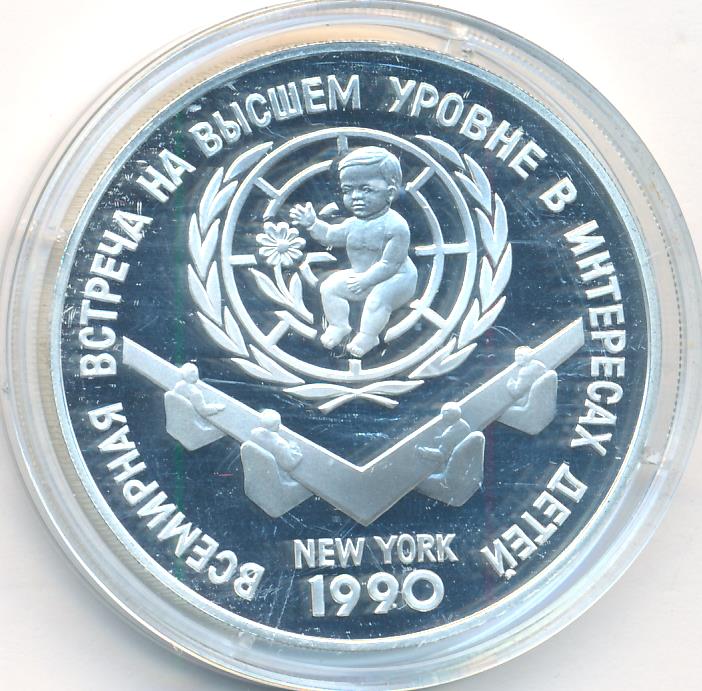 ВСЕМИРНАЯ ВСТРЕЧА НА ВЫСШЕМ УРОВНЕ В ИНТЕРЕСАХ ДЕТЕЙ
NEW YORK
1990